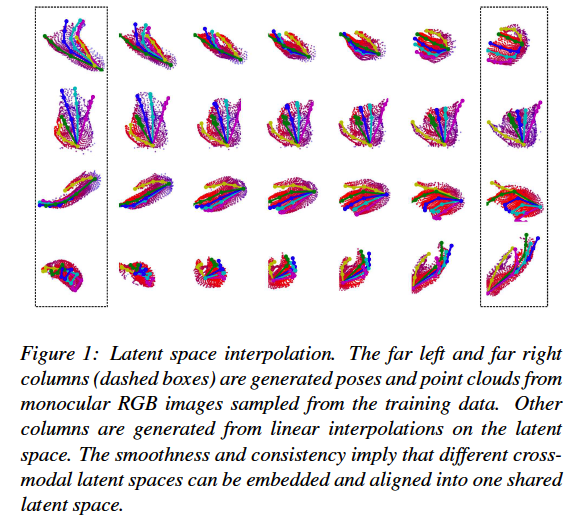 Figure 1: Latent space interpolation. The far left and far right
columns (dashed boxes) are generated poses and point clouds from
monocular RGB images sampled from the training data. Other
columns are generated from linear interpolations on the latent
space. The smoothness and consistency imply that different cross-
modal latent spaces can be embedded and aligned into one shared
latent space.